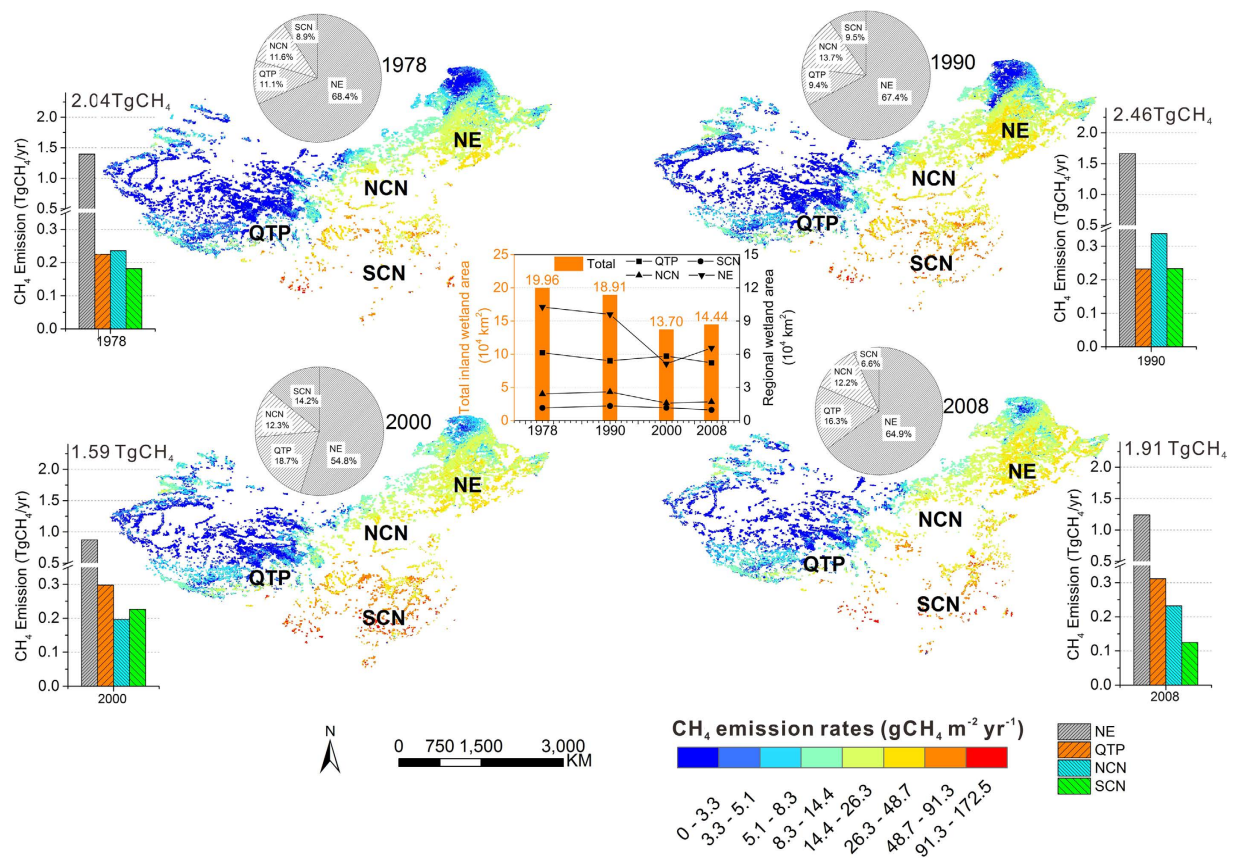 SCN
8.9%
NCN
11.6%
QTP
11.1%
NE
68.4%
1978
2.04TgCH₄
CH₄ Emission (TgCH₄/yr)
2.0
1.5
1.0
0.5
0.3
0.2
0.1
0.0
1978
NE
NCN
QTP
SCN
SCN
9.5%
NCN
13.7%
QTP
9.4%
NE
67.4%
1990
2.46TgCH₄
CH₄ Emission (TgCH₄/yr)
2.0
1.5
1.0
0.5
0.3
0.2
0.1
0.0
1990
NE
NCN
QTP
SCN
Total
QTP
SCN
NCN
NE
Total inland wetland area
(10⁴ km²)
25
20
15
10
5
0
19.96
18.91
13.70
14.44
1978
1990
2000
2008
15
12
9
6
3
0
Regional wetland area
(10⁴ km²)
SCN
14.2%
NCN
12.3%
QTP
18.7%
NE
54.8%
2000
1.59 TgCH₄
CH₄ Emission (TgCH₄/yr)
2.0
1.5
1.0
0.5
0.3
0.2
0.1
0.0
2000
NE
NCN
QTP
SCN
SCN
6.6%
NCN
12.2%
QTP
16.3%
NE
64.9%
2008
1.91 TgCH₄
CH₄ Emission (TgCH₄/yr)
2.0
1.5
1.0
0.5
0.3
0.2
0.1
0.0
2008
NE
NCN
QTP
SCN
N
0 750 1,500 3,000
KM
CH₄ emission rates (gCH₄ m⁻² yr⁻¹)
0 - 3.3
3.3 - 5.1
5.1 - 8.3
8.3 - 14.4
14.4 - 26.3
26.3 - 48.7
48.7 - 91.3
91.3 - 172.5
NE
QTP
NCN
SCN